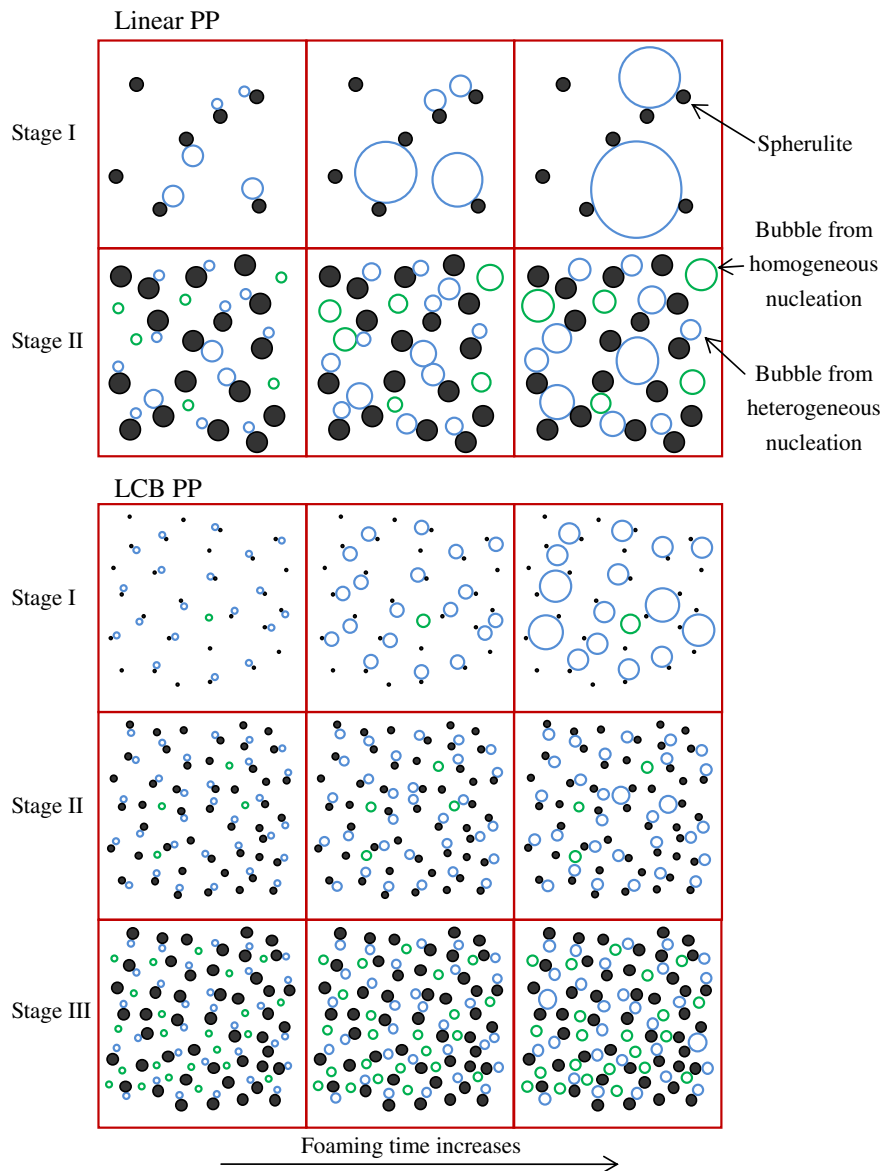 Linear PP
Stage I
Spherulite
Bubble from
homogeneous
nucleation
Stage II
Bubble from
heterogeneous
nucleation
LCB PP
Stage I
Stage II
Stage III
Foaming time increases